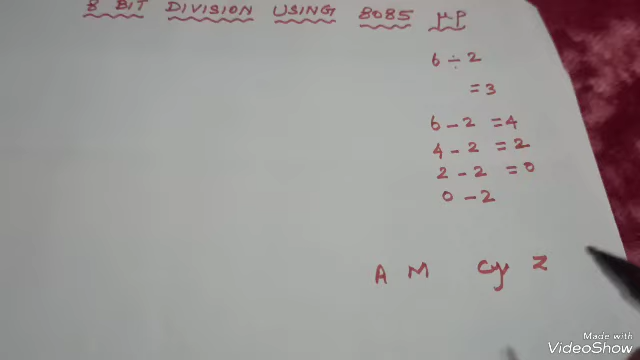 8 BIT DIVISION USING 8085 μP
6 ÷ 2
= 3
6 - 2 = 4
4 - 2 = 2
2 - 2 = 0
0 - 2
A M Cy Z
Made with
VideoShow